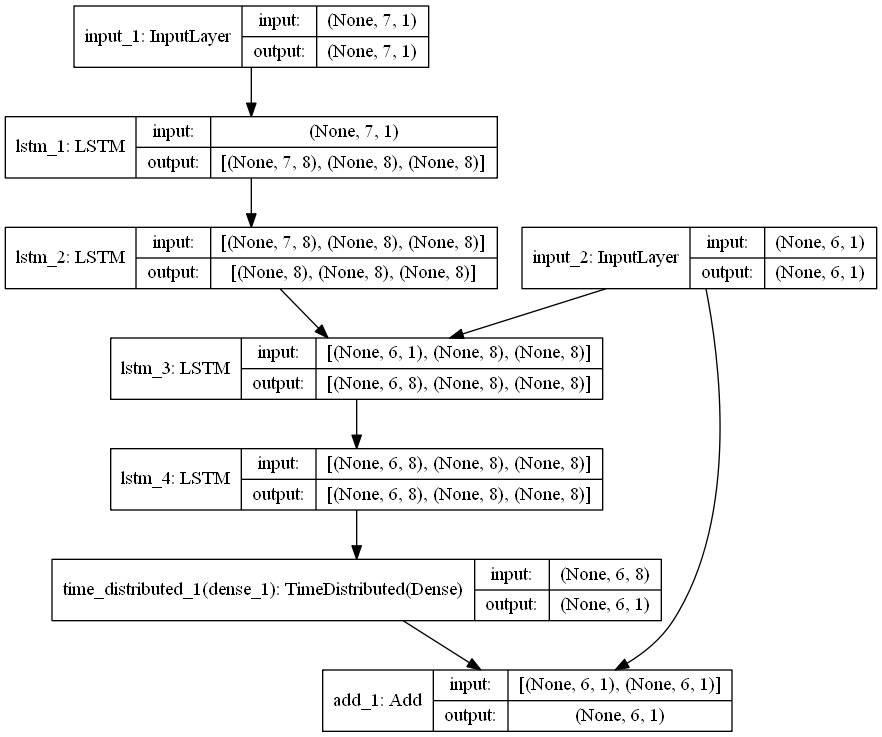 input_1: InputLayer
input: (None, 7, 1)
output: (None, 7, 1)
lstm_1: LSTM
input: (None, 7, 1)
output: [(None, 7, 8), (None, 8), (None, 8)]
lstm_2: LSTM
input: [(None, 7, 8), (None, 8), (None, 8)]
output: [(None, 8), (None, 8), (None, 8)]
input_2: InputLayer
input: (None, 6, 1)
output: (None, 6, 1)
lstm_3: LSTM
input: [(None, 6, 1), (None, 8), (None, 8)]
output: [(None, 6, 8), (None, 8), (None, 8)]
lstm_4: LSTM
input: [(None, 6, 8), (None, 8), (None, 8)]
output: [(None, 6, 8), (None, 8), (None, 8)]
time_distributed_1(dense_1): TimeDistributed(Dense)
input: (None, 6, 8)
output: (None, 6, 1)
add_1: Add
input: [(None, 6, 1), (None, 6, 1)]
output: (None, 6, 1)